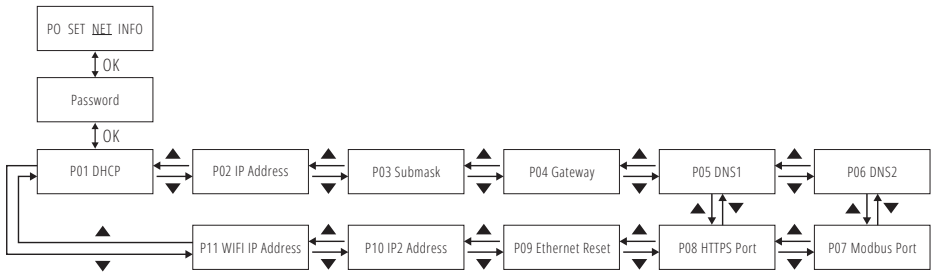 PO SET NET INFO
OK
Password
OK
P01 DHCP
P02 IP Address
P03 Submask
P04 Gateway
P05 DNS1
P06 DNS2
P11 WIFI IP Address
P10 IP2 Address
P09 Ethernet Reset
P08 HTTPS Port
P07 Modbus Port